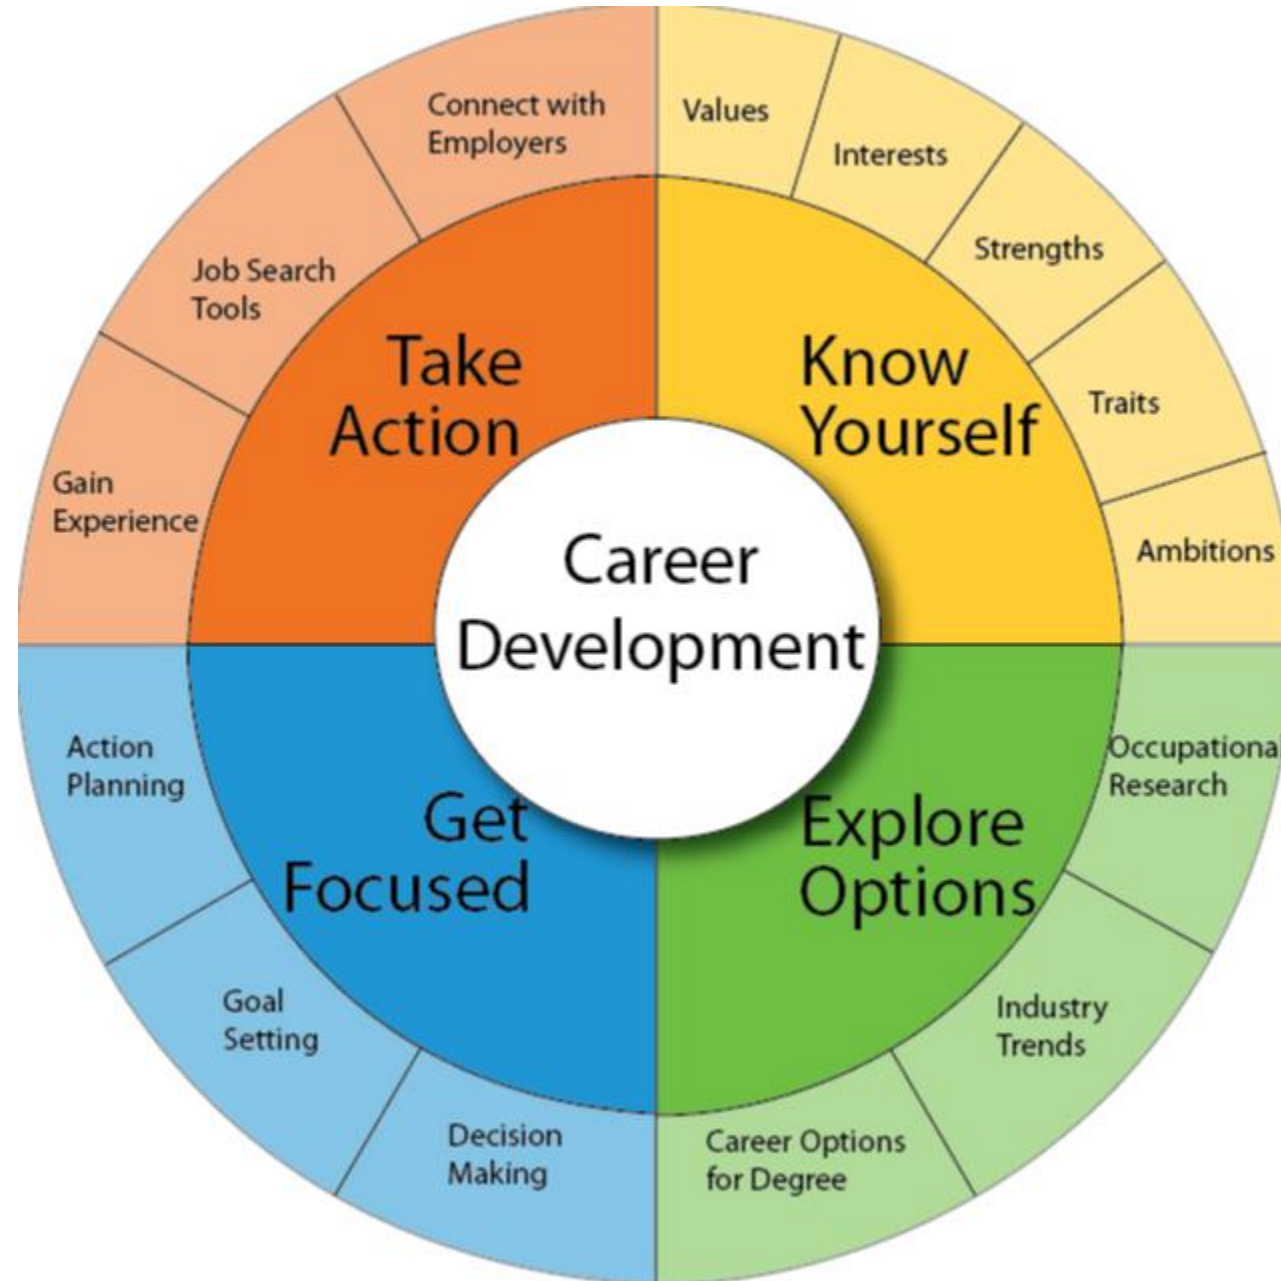 Career
Development
Know
Yourself
Values
Interests
Strengths
Traits
Ambitions
Explore
Options
Occupationa
Research
Industry
Trends
Career Options
for Degree
Get
Focused
Decision
Making
Goal
Setting
Action
Planning
Take
Action
Gain
Experience
Job Search
Tools
Connect with
Employers